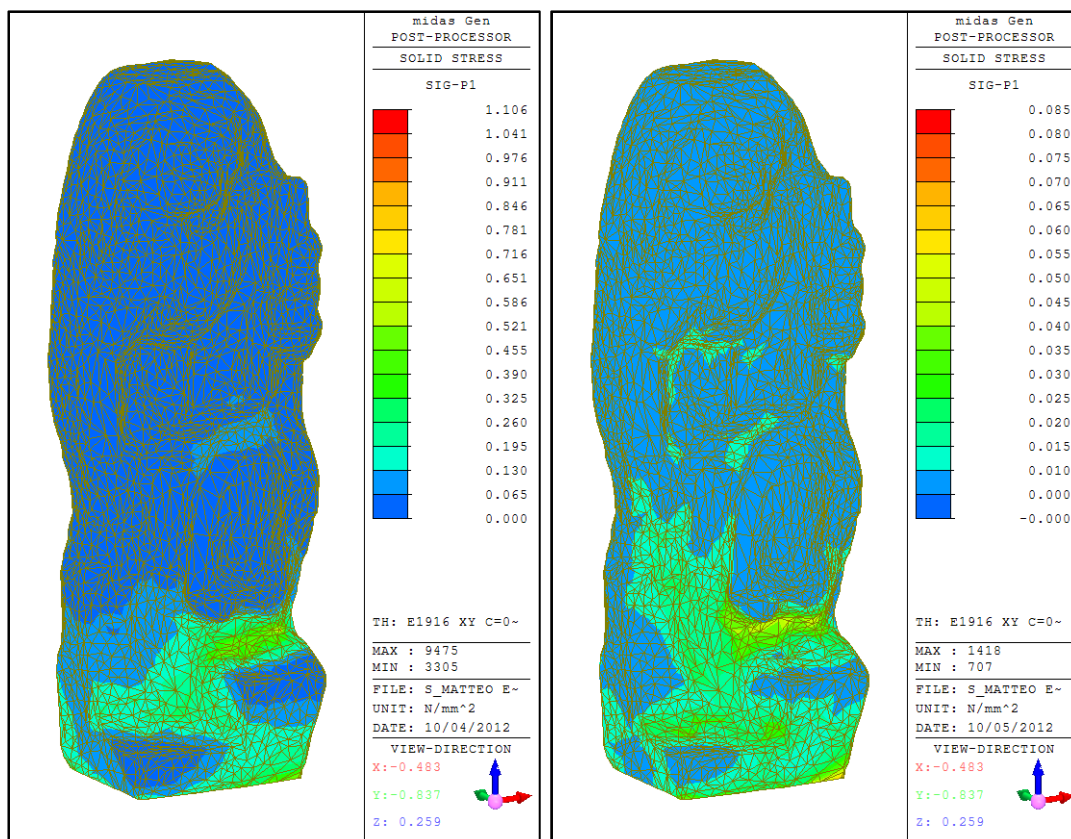 midas Gen
POST-PROCESSOR
SOLID STRESS
SIG-P1
1.106
1.041
0.976
0.911
0.846
0.781
0.716
0.651
0.586
0.521
0.455
0.390
0.325
0.260
0.195
0.130
0.065
0.000
TH: E1916 XY C=0~
MAX : 9475
MIN : 3305
FILE: S_MATTEO E~
UNIT: N/mm^2
DATE: 10/04/2012
VIEW-DIRECTION
X:-0.483
Y:-0.837
Z: 0.259
midas Gen
POST-PROCESSOR
SOLID STRESS
SIG-P1
0.085
0.080
0.075
0.070
0.065
0.060
0.055
0.050
0.045
0.040
0.035
0.030
0.025
0.020
0.015
0.010
0.000
-0.000
TH: E1916 XY C=0~
MAX : 1418
MIN : 707
FILE: S_MATTEO E~
UNIT: N/mm^2
DATE: 10/05/2012
VIEW-DIRECTION
X:-0.483
Y:-0.837
Z: 0.259